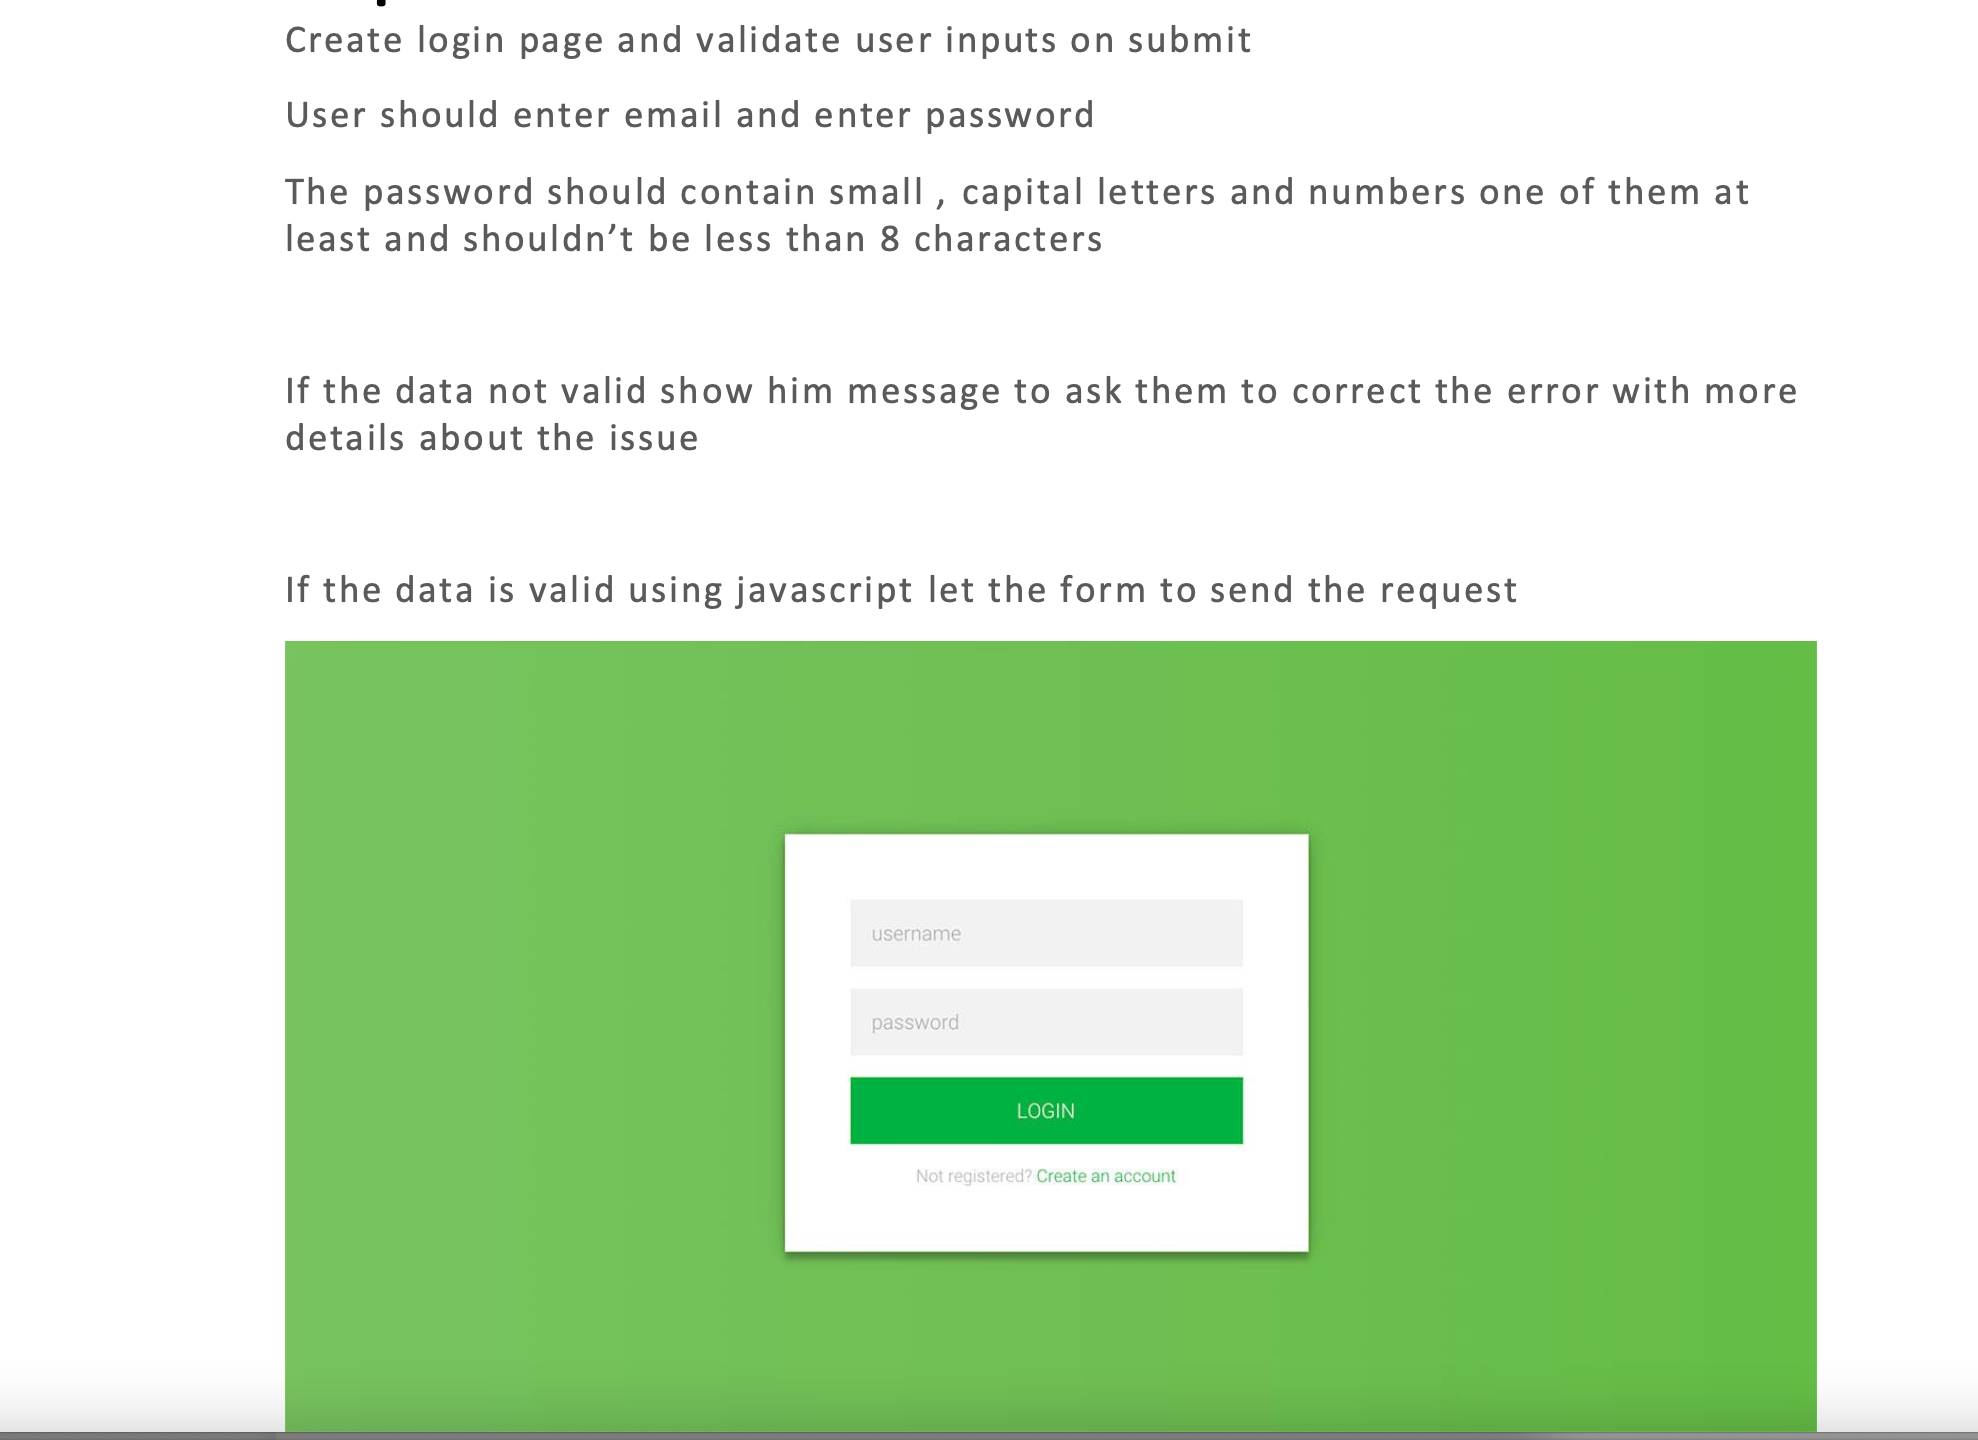 Create login page and validate user inputs on submit
User should enter email and enter password
The password should contain small , capital letters and numbers one of them at
least and shouldn’t be less than 8 characters
If the data not valid show him message to ask them to correct the error with more
details about the issue
If the data is valid using javascript let the form to send the request
username
password
LOGIN
Not registered? Create an account